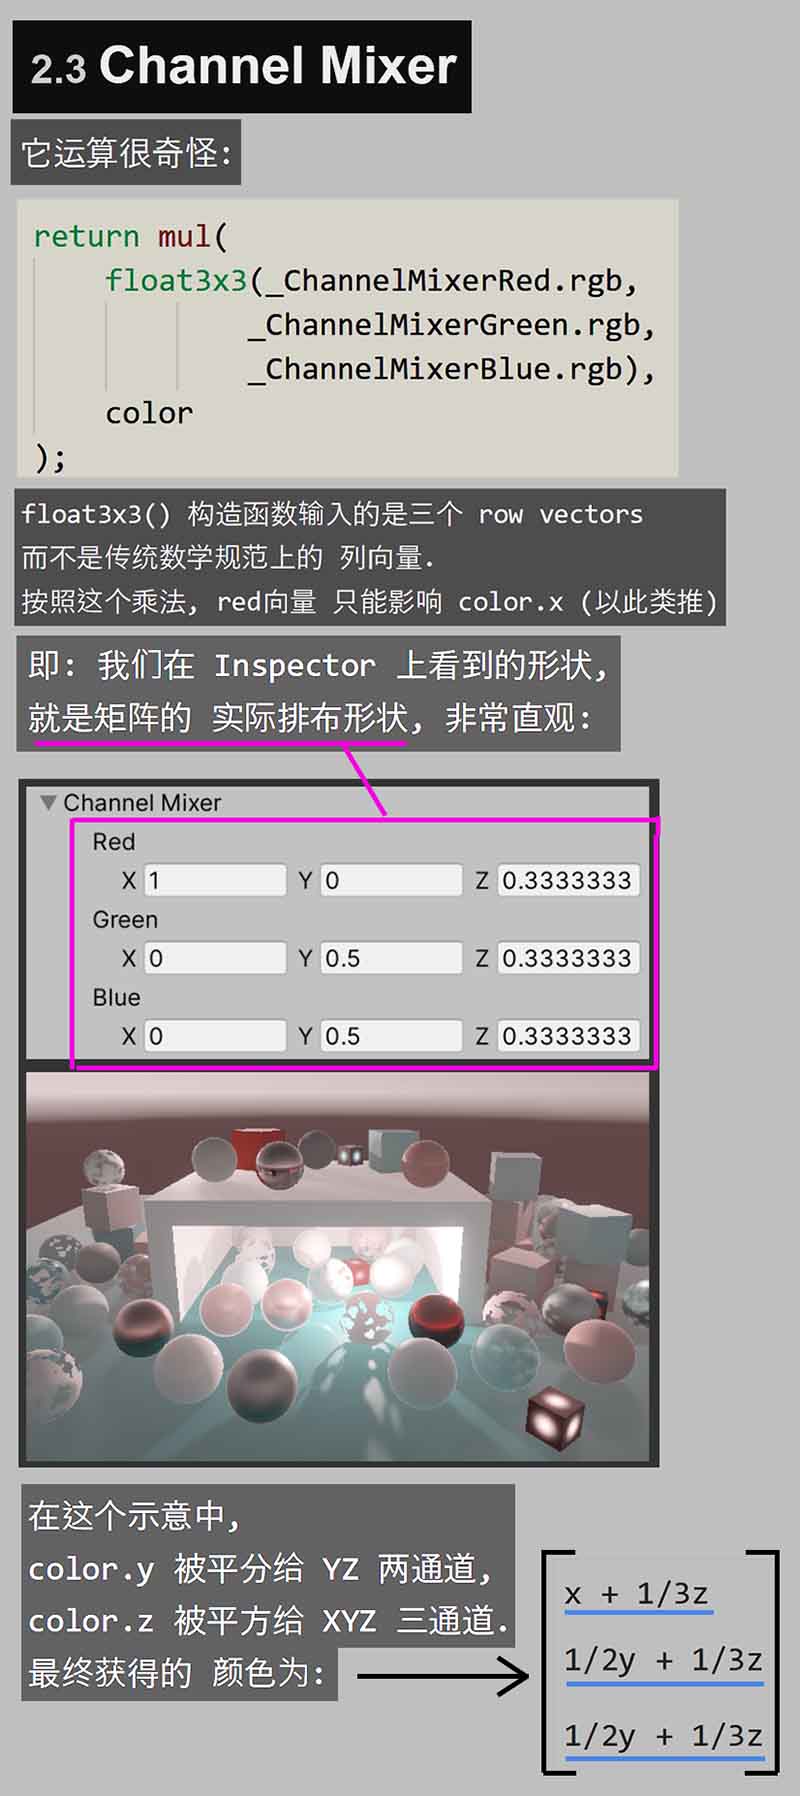 2.3 Channel Mixer
它运算很奇怪:
return mul(
float3x3(_ChannelMixerRed.rgb,
_ChannelMixerGreen.rgb,
_ChannelMixerBlue.rgb),
color
);
float3x3() 构造函数输入的是三个 row vectors
而不是传统数学规范上的 列向量.
按照这个乘法, red向量 只能影响 color.x (以此类推)
即: 我们在 Inspector 上看到的形状,
就是矩阵的 实际排布形状, 非常直观:
Channel Mixer
Red
X 1 Y 0 Z 0.3333333
Green
X 0 Y 0.5 Z 0.3333333
Blue
X 0 Y 0.5 Z 0.3333333
在这个示意中,
color.y 被平分给 YZ 两通道,
color.z 被平方给 XYZ 三通道.
最终获得的 颜色为:
x + 1/3z
1/2y + 1/3z
1/2y + 1/3z